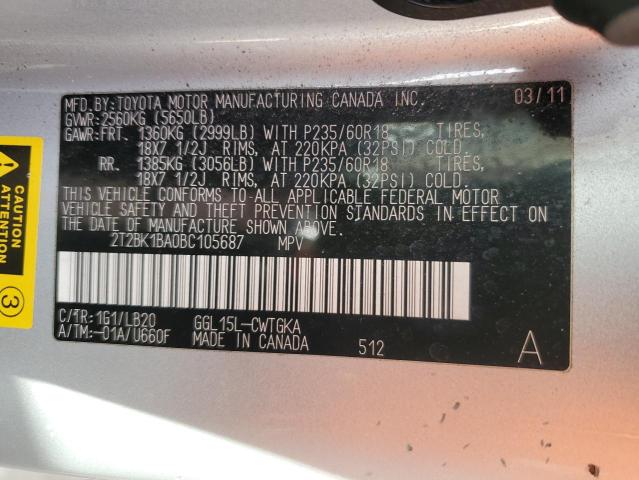 MFD.BY:TOYOTA MOTOR MANUFACTURING CANADA INC. 03/11
GVWR:2560KG (5650LB)
GAWR:FRT. 1360KG (2999LB) WITH P235/60R18 TIRES,
18X7 1/2J RIMS, AT 220KPA (32PSI) COLD.
RR. 1385KG (3056LB) WITH P235/60R18 TIRES,
18X7 1/2J RIMS, AT 220KPA (32PSI) COLD.
THIS VEHICLE CONFORMS TO ALL APPLICABLE FEDERAL MOTOR
VEHICLE SAFETY AND THEFT PREVENTION STANDARDS IN EFFECT ON
THE DATE OF MANUFACTURE SHOWN ABOVE.
2T2BK1BA0BC105687 MPV
C/TR:1G1/LB20 GGL15L-CWTGKA
A/TM:-01A/U660F MADE IN CANADA 512 A
3